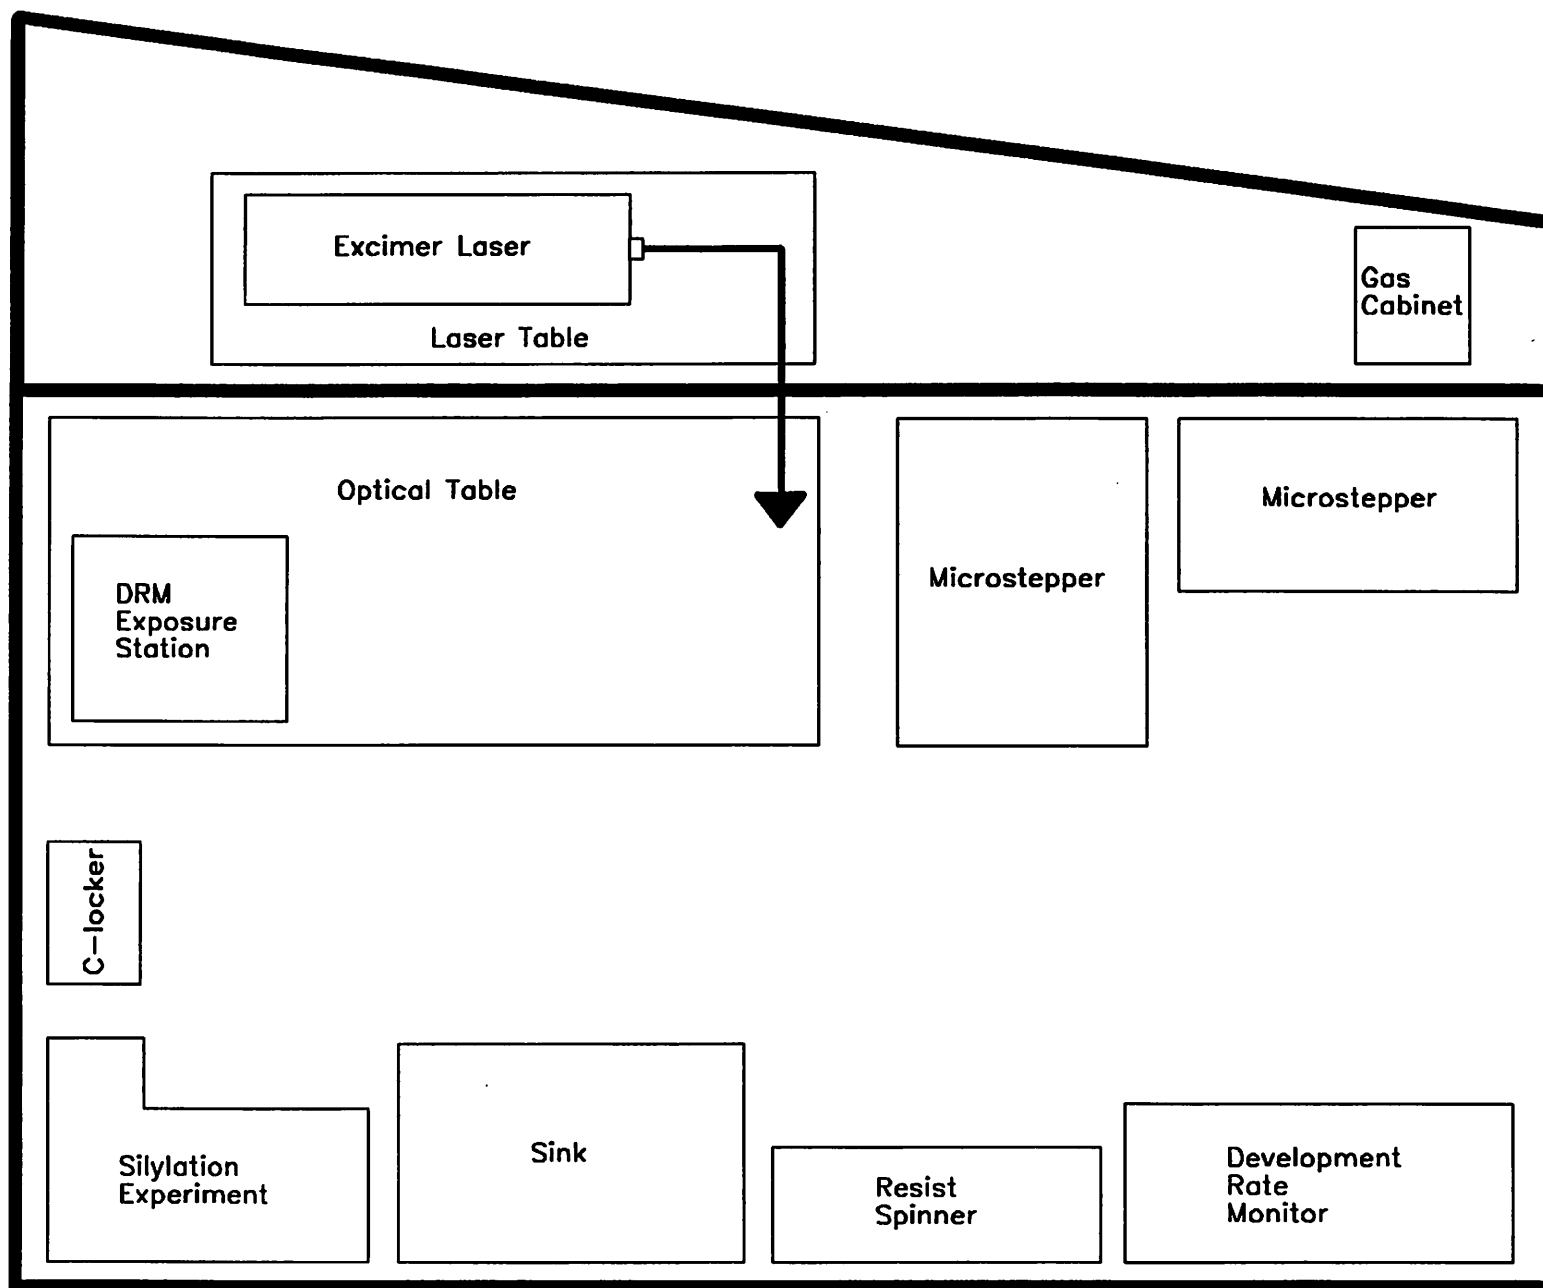 Excimer Laser
Laser Table
Gas
Cabinet
Optical Table
DRM
Exposure
Station
Microstepper
Microstepper
C-locker
Silylation
Experiment
Sink
Resist
Spinner
Development
Rate
Monitor